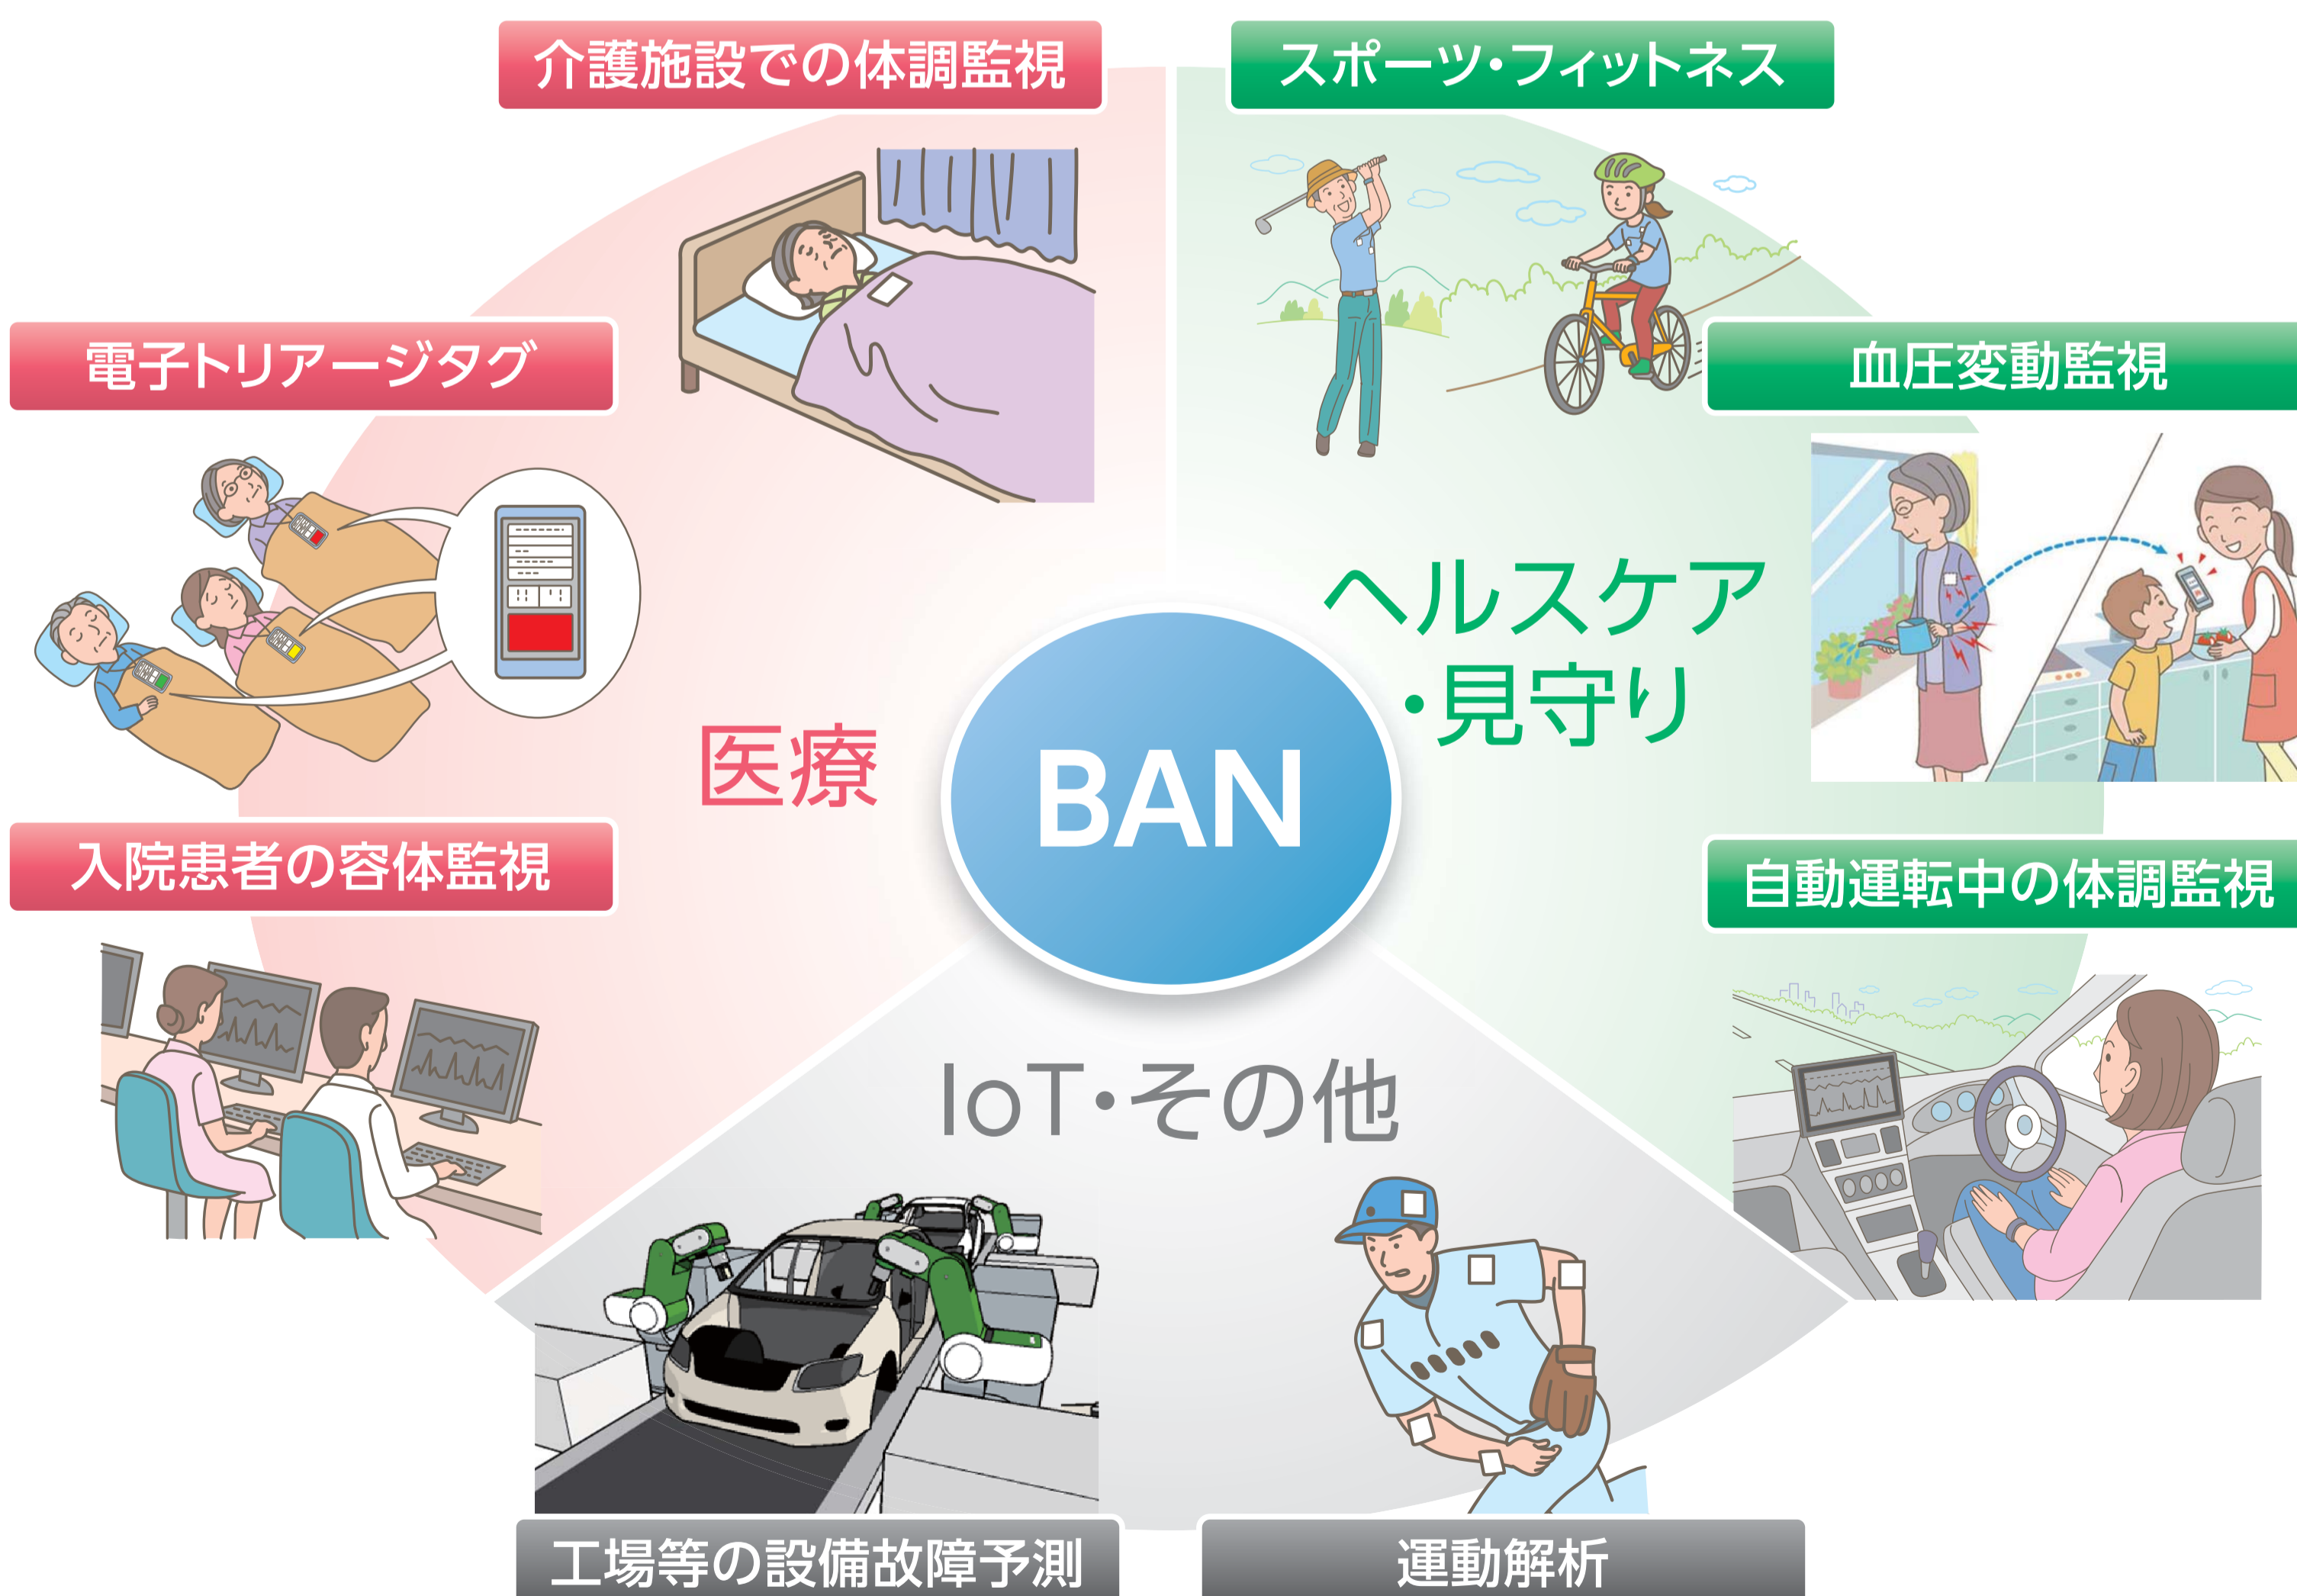 介護施設での体調監視
スポーツ・フィットネス
電子トリアージタグ
血圧変動監視
ヘルスケア
・見守り
医療
BAN
入院患者の容体監視
自動運転中の体調監視
IoT・その他
工場等の設備故障予測
運動解析